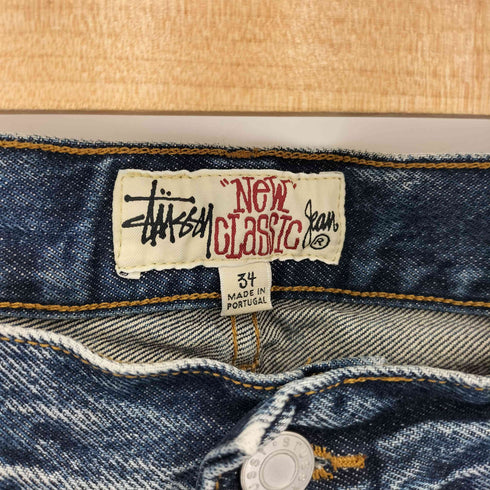 Stüssy "New" Classic Jean ®
34
MADE IN
PORTUGAL